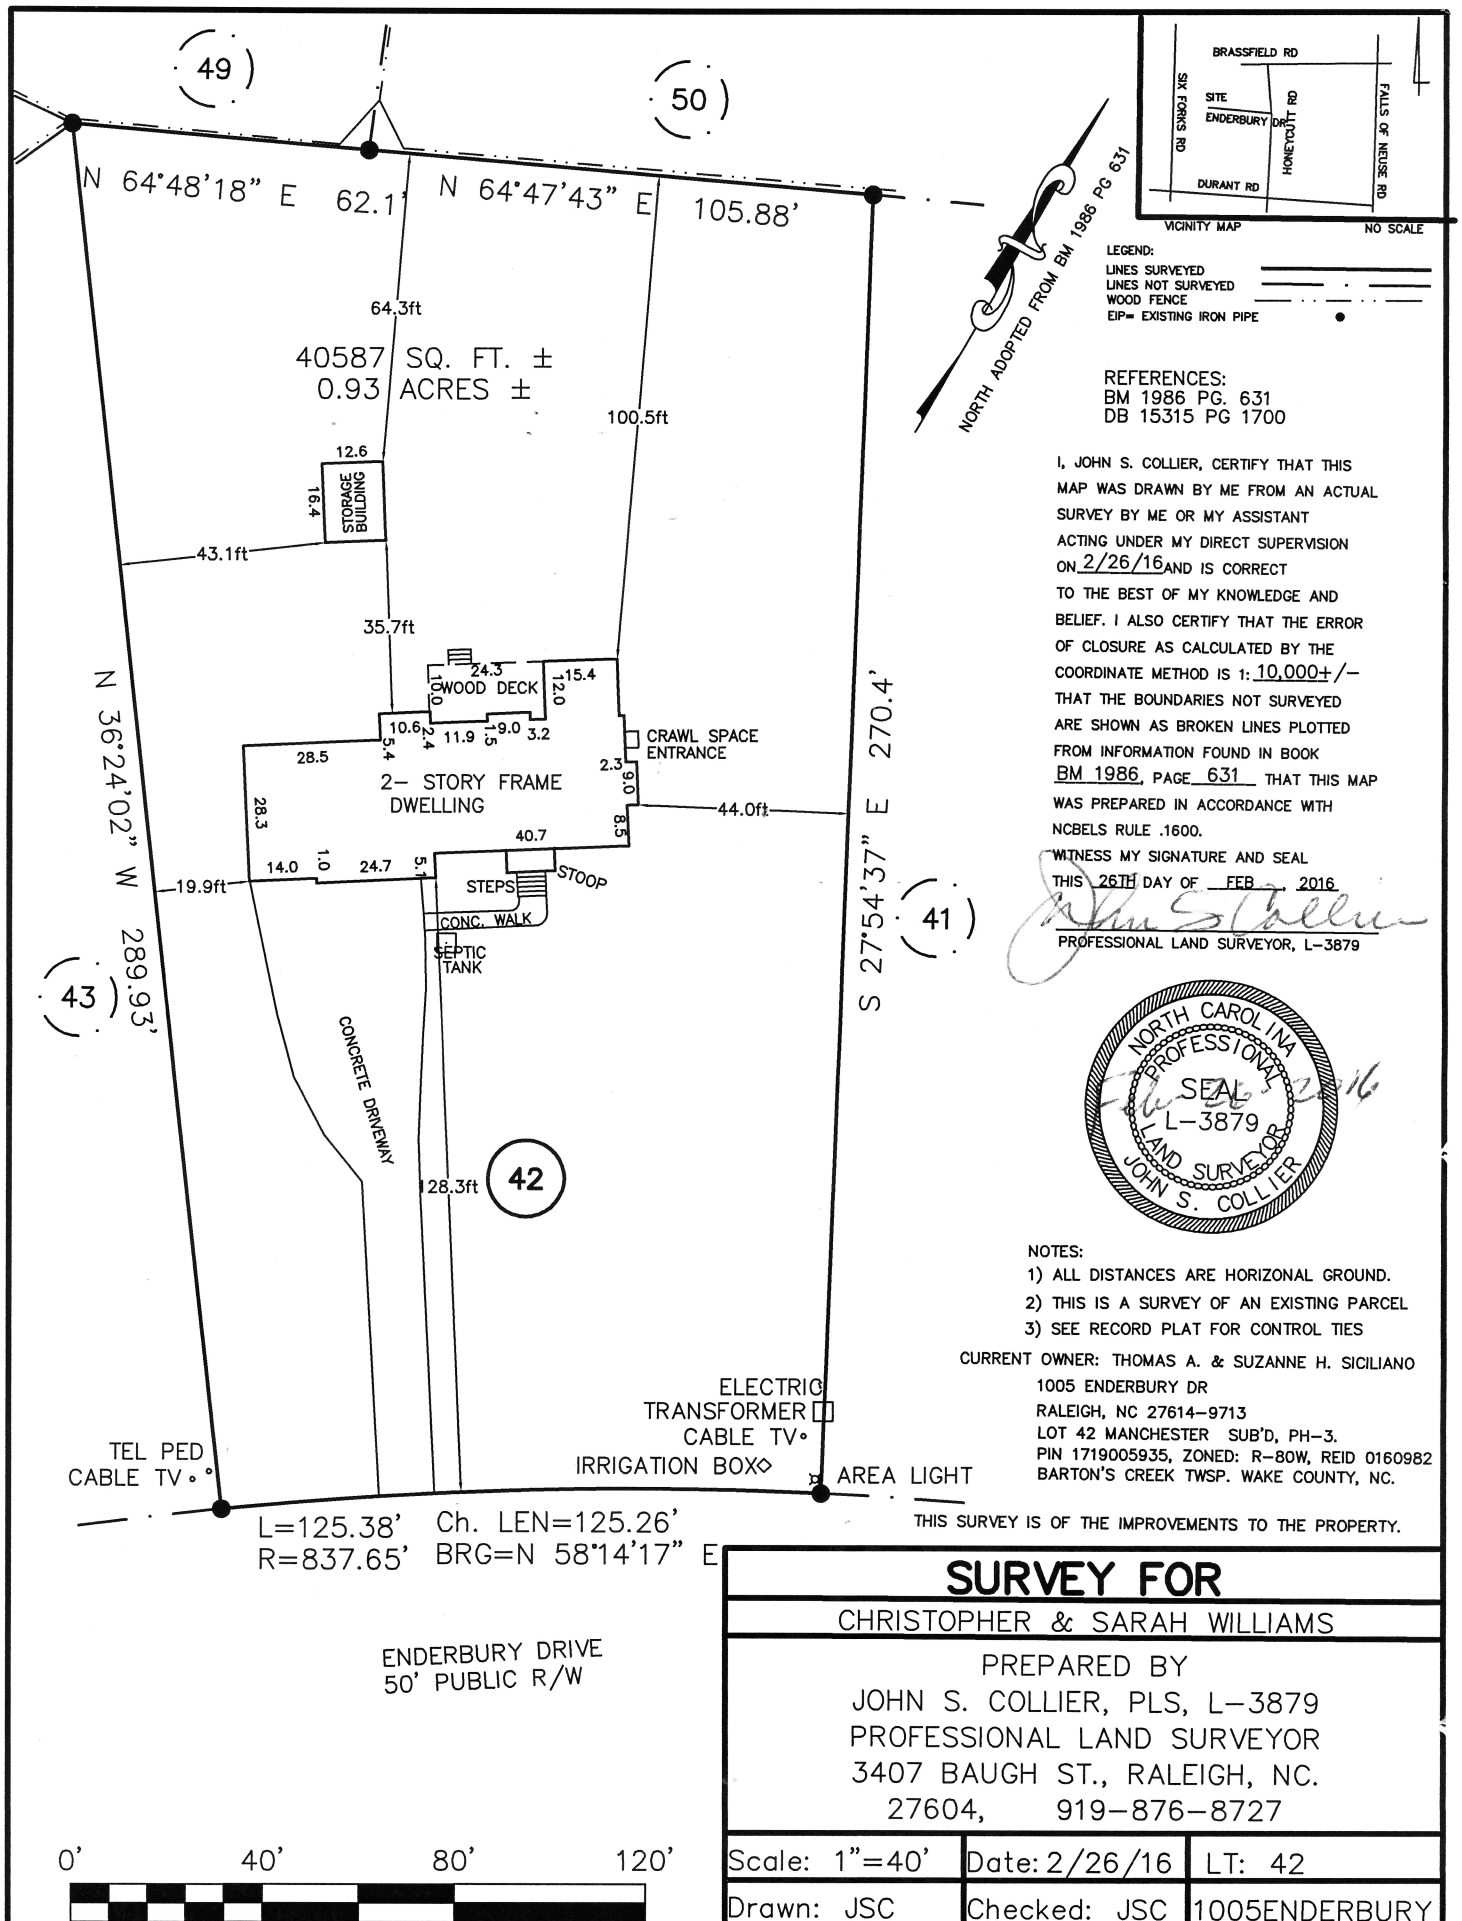 49
50
N 64°48'18" E 62.1'
N 64°47'43" E 105.88'
BRASSFIELD RD
SIX FORKS RD
SITE
ENDERBURY DR
HONEYCUTT RD
FALLS OF NEUSE RD
DURANT RD
VICINITY MAP NO SCALE
NORTH ADOPTED FROM BM 1986 PG 631
LEGEND:
LINES SURVEYED
LINES NOT SURVEYED
WOOD FENCE
EIP= EXISTING IRON PIPE
REFERENCES:
BM 1986 PG. 631
DB 15315 PG 1700
64.3ft
40587 SQ. FT. ±
0.93 ACRES ±
100.5ft
12.6
16.4
STORAGE
BUILDING
43.1ft
35.7ft
24.3
WOOD DECK
10.0
12.0
15.4
10.6
2.4
11.9
1.5
9.0
3.2
5.4
28.5
CRAWL SPACE
ENTRANCE
2.3
9.0
2- STORY FRAME
DWELLING
28.3
44.0ft
8.5
40.7
14.0
1.0
24.7
5.1
19.9ft
STEPS
STOOP
CONC. WALK
SEPTIC
TANK
N 36°24'02" W 289.93'
S 27°54'37" E 270.4'
43
41
CONCRETE DRIVEWAY
128.3ft
42
I, JOHN S. COLLIER, CERTIFY THAT THIS
MAP WAS DRAWN BY ME FROM AN ACTUAL
SURVEY BY ME OR MY ASSISTANT
ACTING UNDER MY DIRECT SUPERVISION
ON 2/26/16 AND IS CORRECT
TO THE BEST OF MY KNOWLEDGE AND
BELIEF. I ALSO CERTIFY THAT THE ERROR
OF CLOSURE AS CALCULATED BY THE
COORDINATE METHOD IS 1: 10,000+/-
THAT THE BOUNDARIES NOT SURVEYED
ARE SHOWN AS BROKEN LINES PLOTTED
FROM INFORMATION FOUND IN BOOK
BM 1986, PAGE 631 THAT THIS MAP
WAS PREPARED IN ACCORDANCE WITH
NCBELS RULE .1600.
WITNESS MY SIGNATURE AND SEAL
THIS 26TH DAY OF FEB , 2016
John S Collier
PROFESSIONAL LAND SURVEYOR, L-3879
NORTH CAROLINA
PROFESSIONAL
SEAL
L-3879
LAND SURVEYOR
JOHN S. COLLIER
Feb 26 2016
NOTES:
1) ALL DISTANCES ARE HORIZONAL GROUND.
2) THIS IS A SURVEY OF AN EXISTING PARCEL
3) SEE RECORD PLAT FOR CONTROL TIES
CURRENT OWNER: THOMAS A. & SUZANNE H. SICILIANO
1005 ENDERBURY DR
RALEIGH, NC 27614-9713
LOT 42 MANCHESTER SUB'D, PH-3.
PIN 1719005935, ZONED: R-80W, REID 0160982
BARTON'S CREEK TWSP. WAKE COUNTY, NC.
THIS SURVEY IS OF THE IMPROVEMENTS TO THE PROPERTY.
ELECTRIC
TRANSFORMER
CABLE TV
IRRIGATION BOX
AREA LIGHT
TEL PED
CABLE TV
L=125.38' Ch. LEN=125.26'
R=837.65' BRG=N 58°14'17" E
ENDERBURY DRIVE
50' PUBLIC R/W
SURVEY FOR
CHRISTOPHER & SARAH WILLIAMS
PREPARED BY
JOHN S. COLLIER, PLS, L-3879
PROFESSIONAL LAND SURVEYOR
3407 BAUGH ST., RALEIGH, NC.
27604, 919-876-8727
Scale: 1"=40' Date: 2/26/16 LT: 42
Drawn: JSC Checked: JSC 1005ENDERBURY
0' 40' 80' 120'